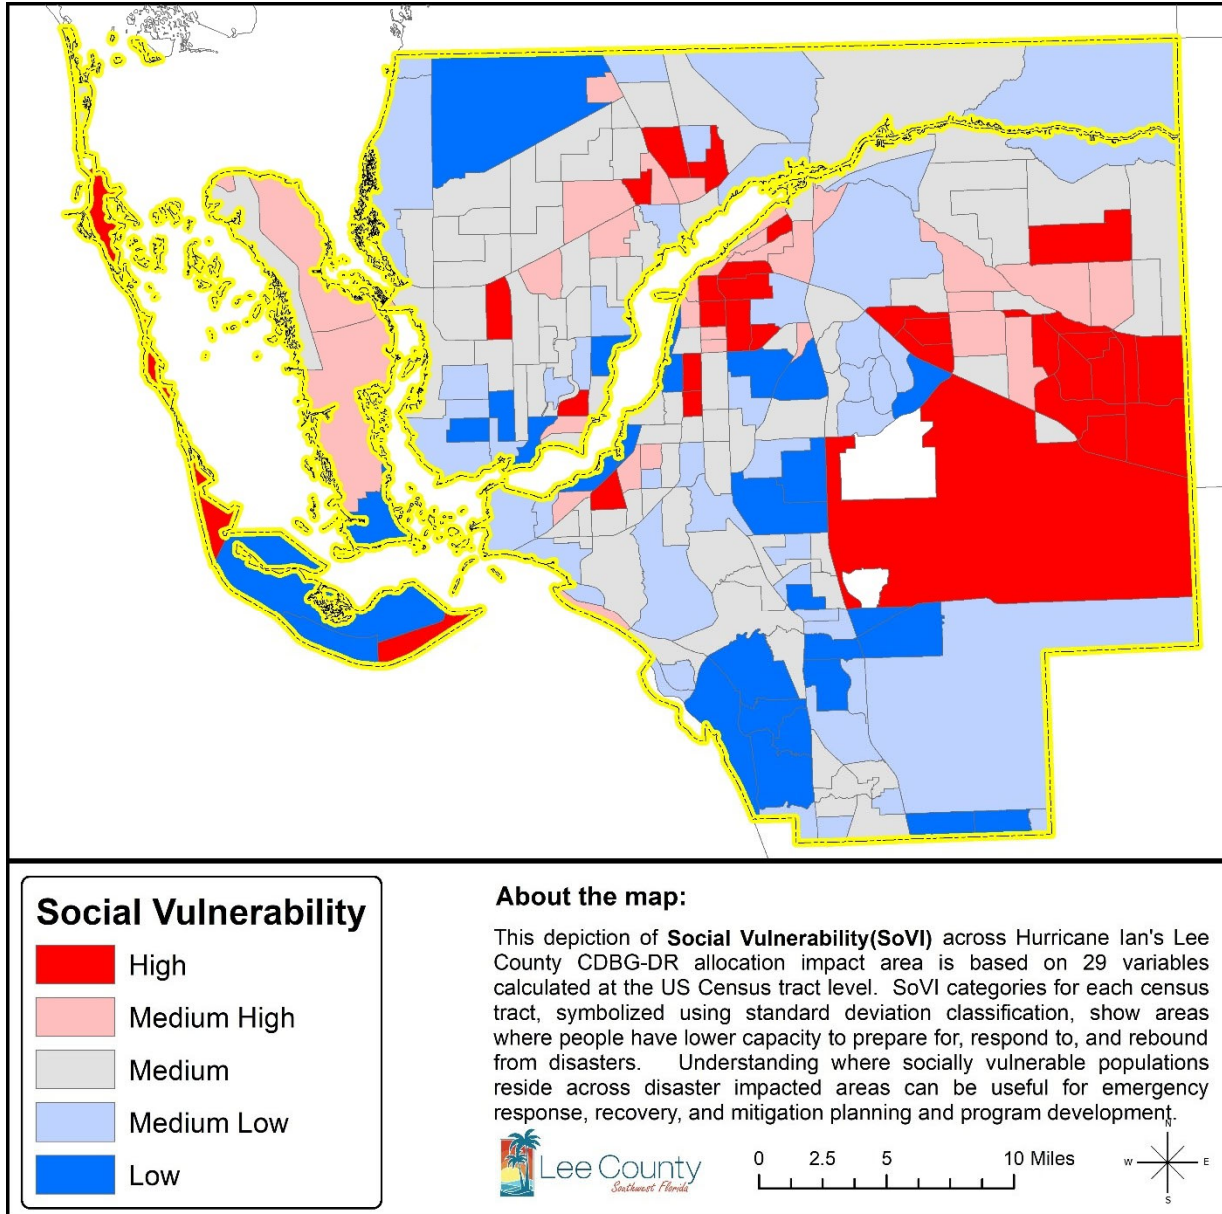 Social Vulnerability
High
Medium High
Medium
Medium Low
Low
About the map:
This depiction of Social Vulnerability(SoVI) across Hurricane Ian's Lee
County CDBG-DR allocation impact area is based on 29 variables
calculated at the US Census tract level. SoVI categories for each census
tract, symbolized using standard deviation classification, show areas
where people have lower capacity to prepare for, respond to, and rebound
from disasters. Understanding where socially vulnerable populations
reside across disaster impacted areas can be useful for emergency
response, recovery, and mitigation planning and program development.
Lee County
Southwest Florida
0 2.5 5 10 Miles
N
W E
S